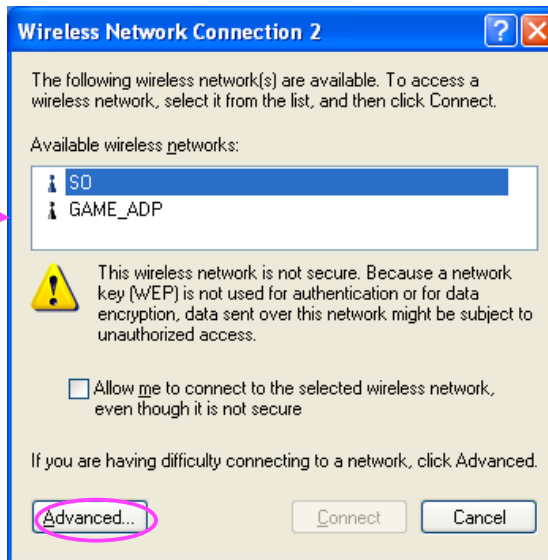 Wireless Network Connection 2
The following wireless network(s) are available. To access a
wireless network, select it from the list, and then click Connect.
Available wireless networks:
SO
GAME_ADP
This wireless network is not secure. Because a network
key (WEP) is not used for authentication or for data
encryption, data sent over this network might be subject to
unauthorized access.
Allow me to connect to the selected wireless network,
even though it is not secure
If you are having difficulty connecting to a network, click Advanced.
Advanced... Connect Cancel